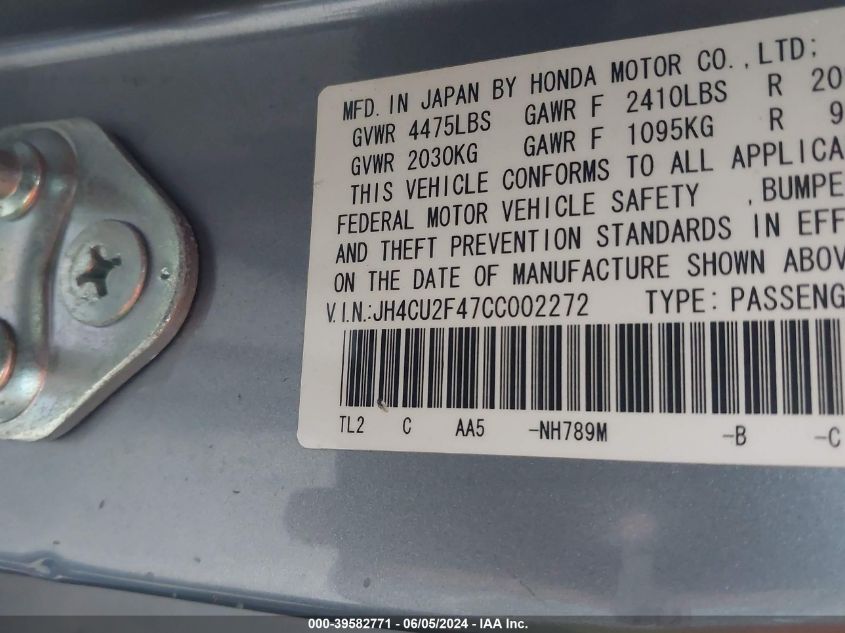 MFD. IN JAPAN BY HONDA MOTOR CO., LTD;
GVWR 4475LBS GAWR F 2410LBS R 20
GVWR 2030KG GAWR F 1095KG R 9
THIS VEHICLE CONFORMS TO ALL APPLICA
FEDERAL MOTOR VEHICLE SAFETY , BUMPE
AND THEFT PREVENTION STANDARDS IN EFF
ON THE DATE OF MANUFACTURE SHOWN ABOV
V.I.N.:JH4CU2F47CC002272 TYPE: PASSENG
TL2 C AA5 -NH789M -B -C
000-39582771 - 06/05/2024 - IAA Inc.